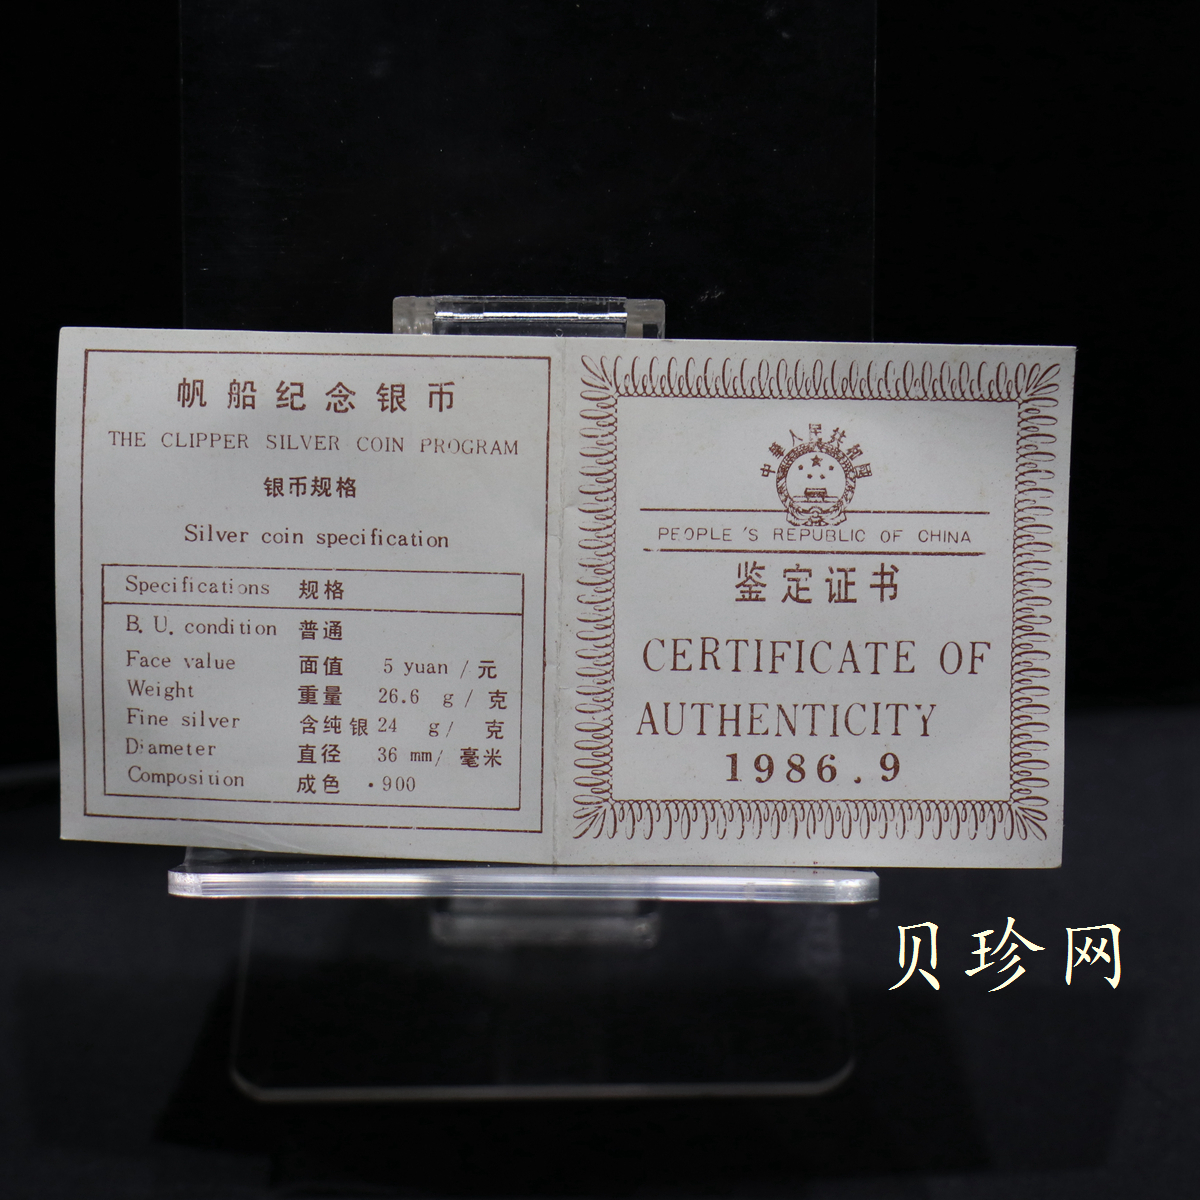 帆船纪念银币
THE CLIPPER SILVER COIN PROGRAM
银币规格
Silver coin specification
Specifications 规格
B. U. condition 普通
Face value 面值 5 yuan / 元
Weight 重量 26.6 g / 克
Fine silver 含纯银 24 g/ 克
Diameter 直径 36 mm/ 毫米
Composition 成色 .900
中華人民共和國
PEOPLE 'S REPUBLIC OF CHINA
鉴定证书
CERTIFICATE OF
AUTHENTICITY
1986.9
贝珍网